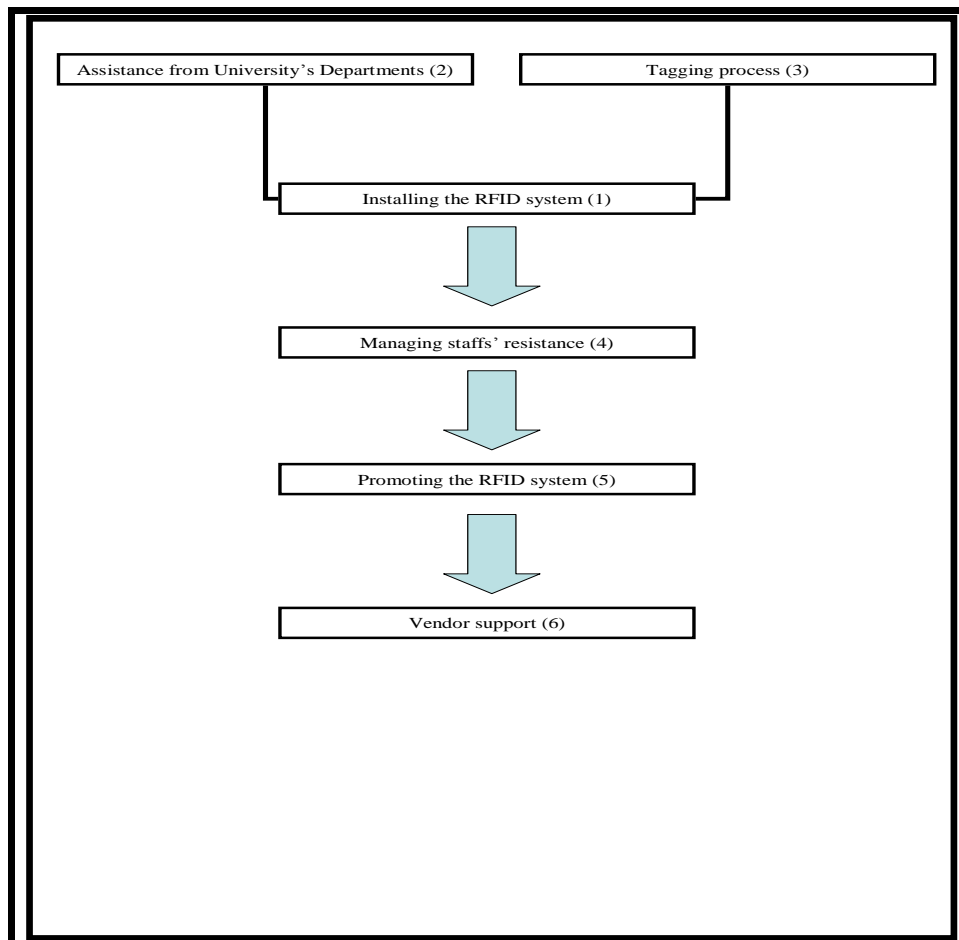 Assistance from University’s Departments (2)
Tagging process (3)
Installing the RFID system (1)
Managing staffs’ resistance (4)
Promoting the RFID system (5)
Vendor support (6)